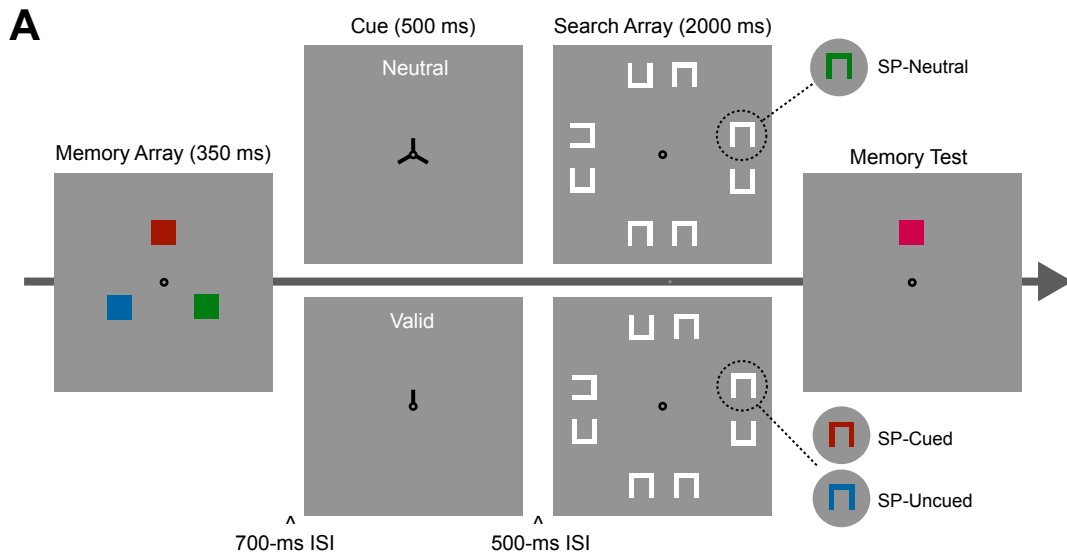 A
Cue (500 ms)
Search Array (2000 ms)
Neutral
SP-Neutral
Memory Array (350 ms)
Memory Test
Valid
SP-Cued
SP-Uncued
^
700-ms ISI
^
500-ms ISI